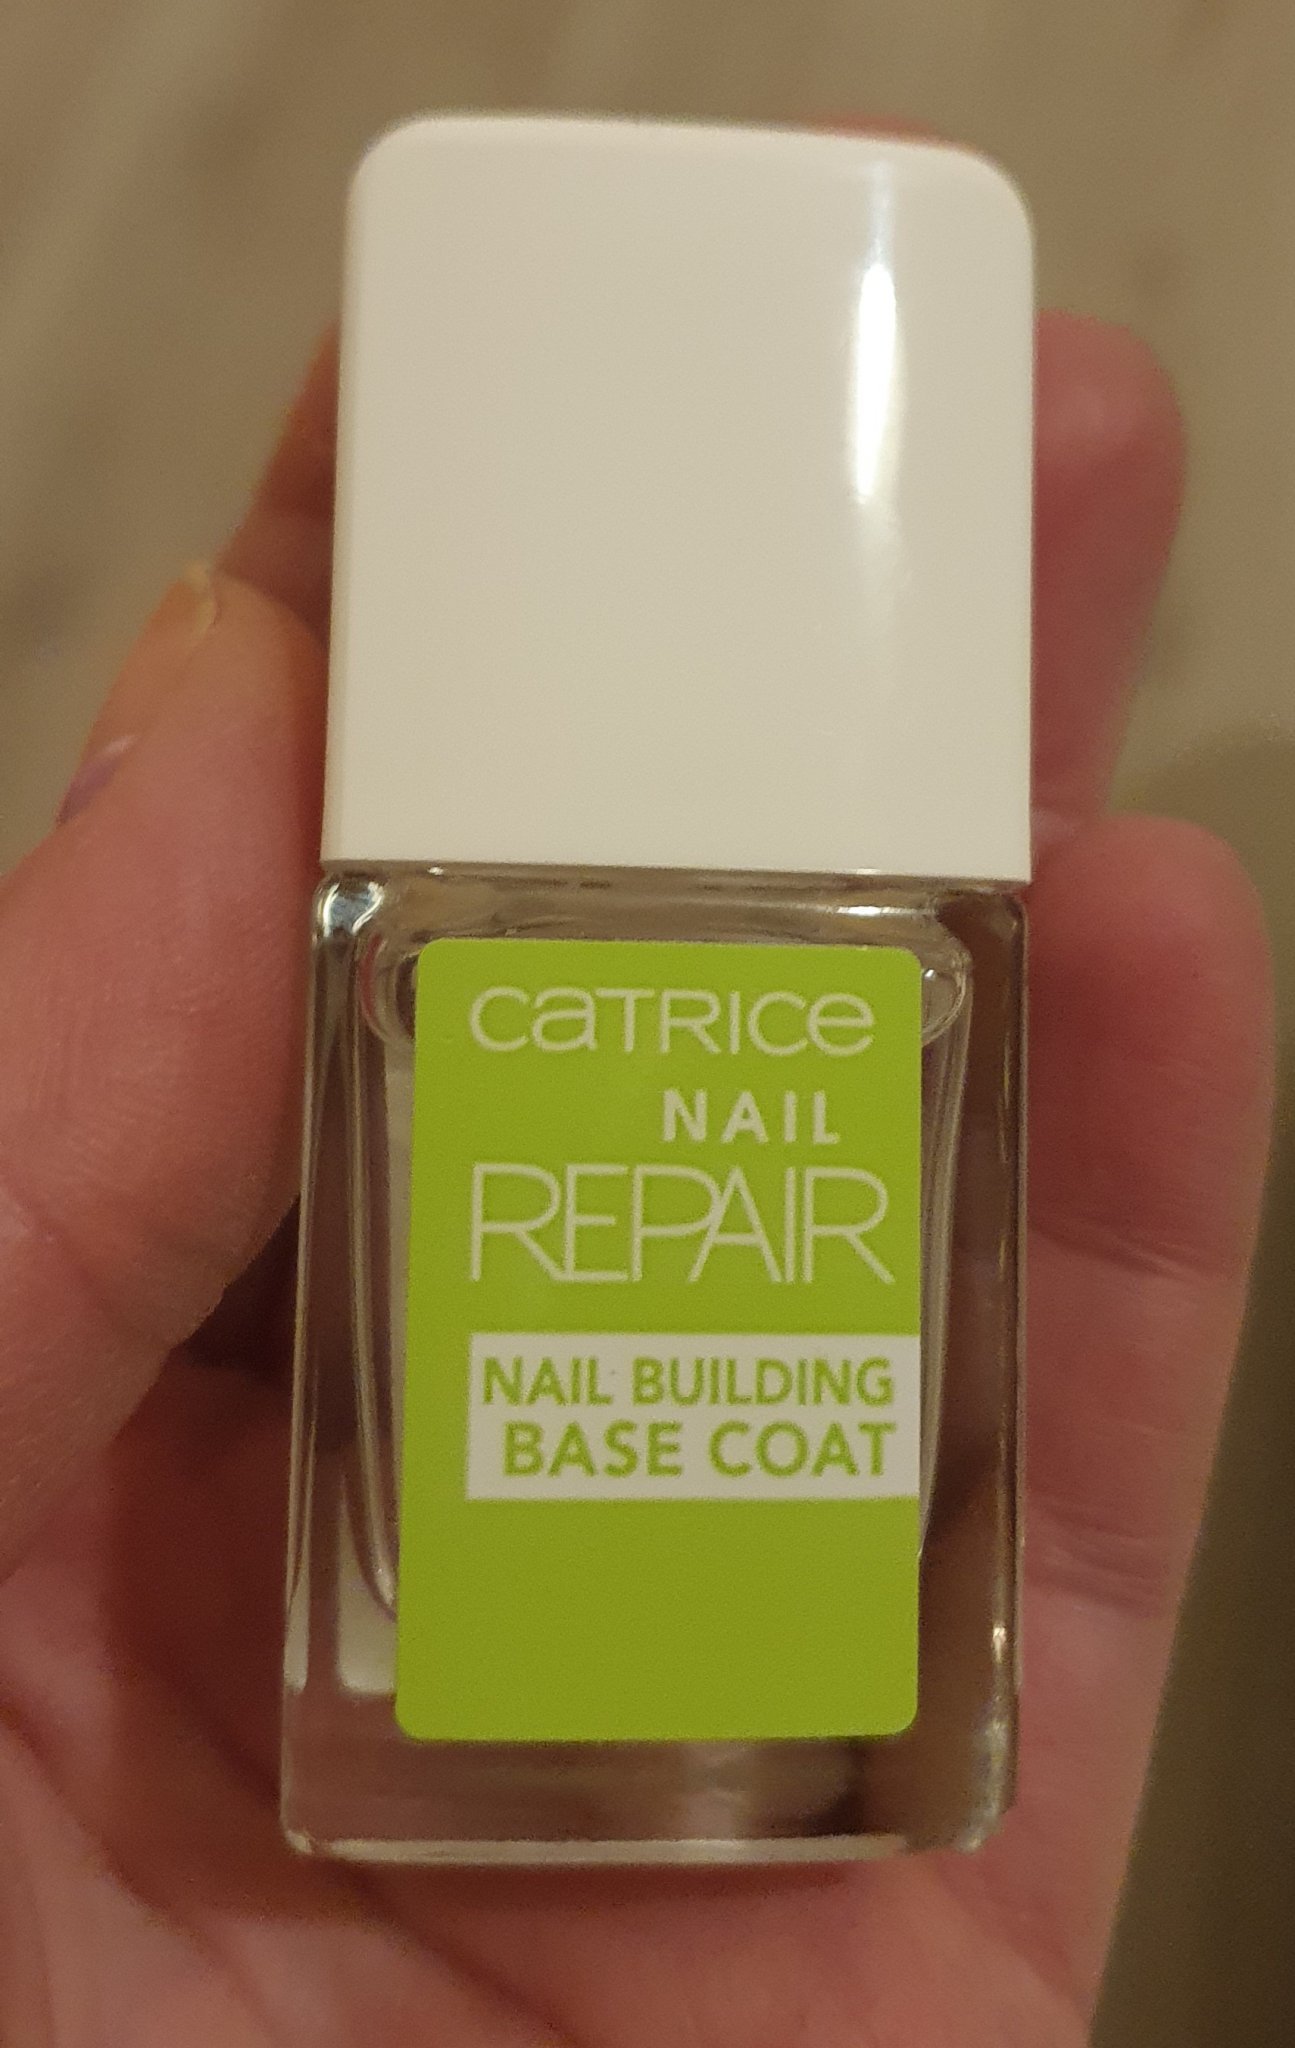 CATRICE
NAIL
REPAIR
NAIL BUILDING
BASE COAT